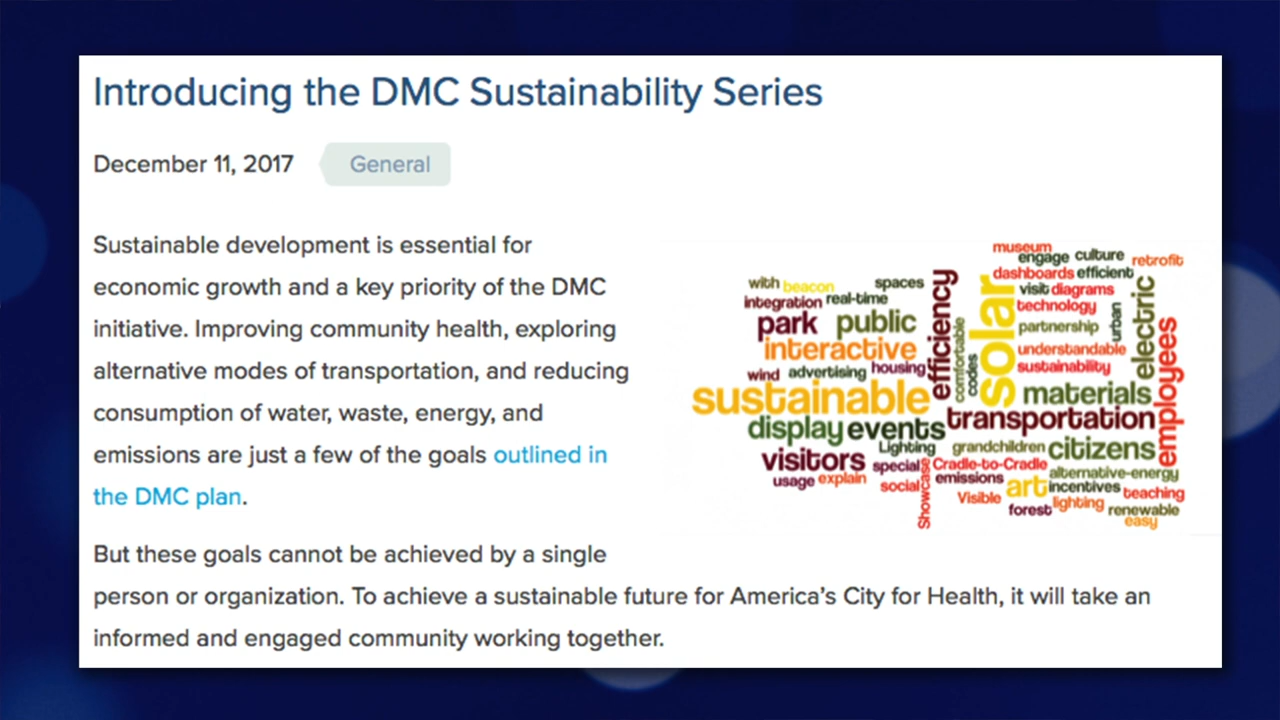 Introducing the DMC Sustainability Series
December 11, 2017 General
Sustainable development is essential for
economic growth and a key priority of the DMC
initiative. Improving community health, exploring
alternative modes of transportation, and reducing
consumption of water, waste, energy, and
emissions are just a few of the goals outlined in
the DMC plan.
But these goals cannot be achieved by a single
person or organization. To achieve a sustainable future for America's City for Health, it will take an
informed and engaged community working together.
museum
engage culture retrofit
dashboards efficient
with beacon spaces
visit diagrams
integration real-time
technology
park public
partnership
interactive
understandable
wind advertising housing
sustainability
efficiency
comfortable
codes
solar
urban
electric
employees
sustainable
materials
transportation
display events
Lighting grandchildren citizens
visitors special Cradle-to-Cradle
alternative-energy
usage explain social emissions
art incentives teaching
Showcase
Visible
forest lighting renewable
easy